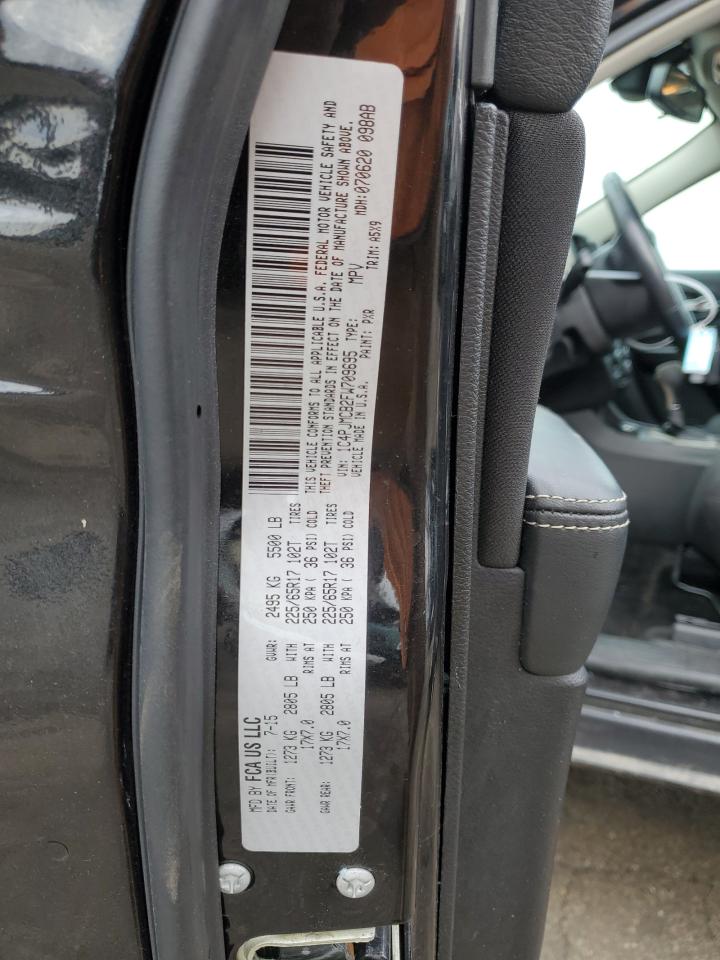 MFD BY FCA US LLC
DATE OF MFR(BUILT): 7-15 GVWR: 2495 KG 5500 LB
GAWR FRONT: 1273 KG 2805 LB WITH 225/65R17 102T TIRES
17X7.0 RIMS AT 250 KPA ( 36 PSI) COLD
GAWR REAR: 1273 KG 2805 LB WITH 225/65R17 102T TIRES
17X7.0 RIMS AT 250 KPA ( 36 PSI) COLD
THIS VEHICLE CONFORMS TO ALL APPLICABLE U.S.A. FEDERAL MOTOR VEHICLE SAFETY AND
THEFT PREVENTION STANDARDS IN EFFECT ON THE DATE OF MANUFACTURE SHOWN ABOVE.
VIN: 1C4PJMCB2FW709695 TYPE: MPV MDH: 070620 098AB
VEHICLE MADE IN U.S.A. PAINT: PXR TRIM: A5X9